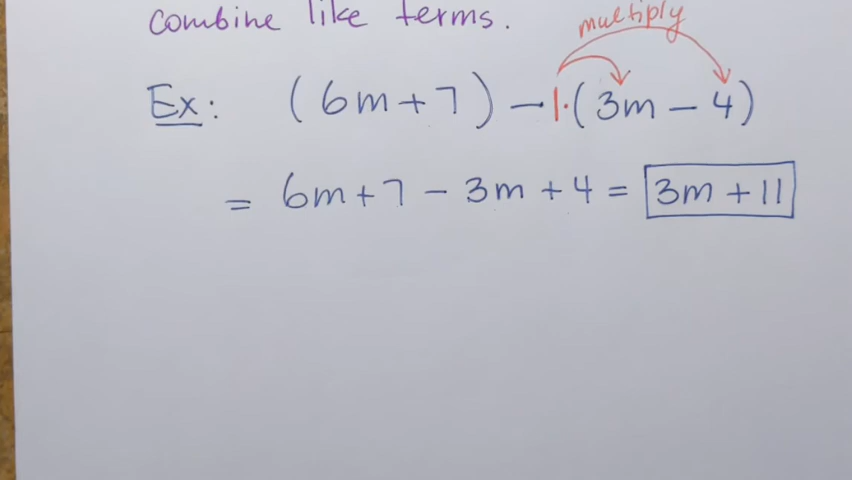 combine like terms.
multiply
Ex: (6m+7) - 1·(3m - 4)
= 6m+7 - 3m + 4 = 3m + 11